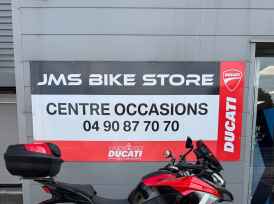 JMS BIKE STORE
DUCATI
CENTRE OCCASIONS
04 90 87 70 70
DUCATI